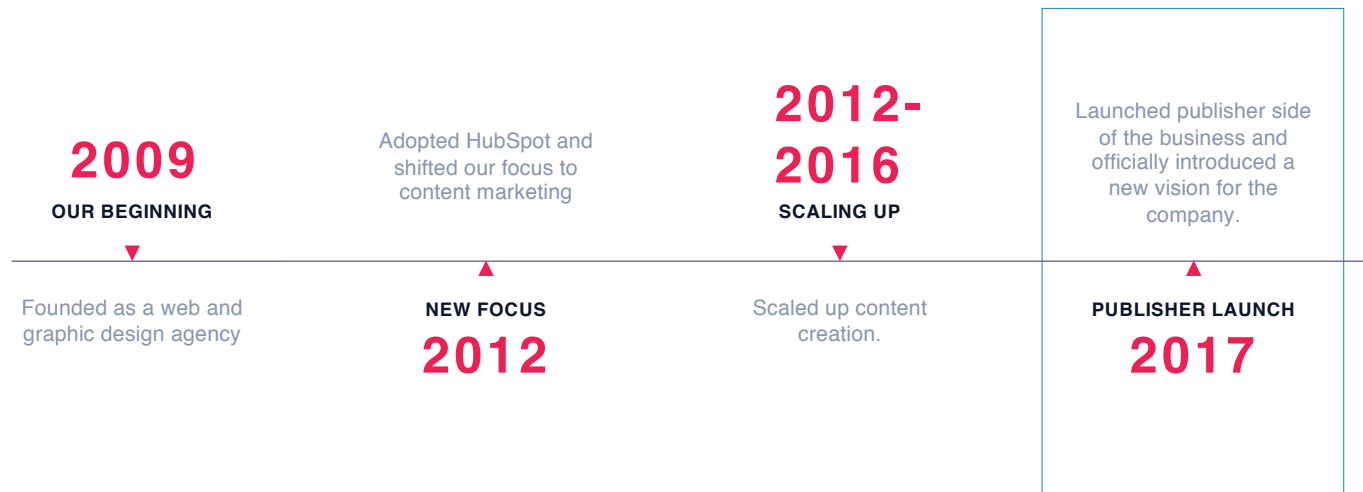 2009
OUR BEGINNING
Founded as a web and
graphic design agency
Adopted HubSpot and
shifted our focus to
content marketing
NEW FOCUS
2012
2012-
2016
SCALING UP
Scaled up content
creation.
Launched publisher side
of the business and
officially introduced a
new vision for the
company.
PUBLISHER LAUNCH
2017